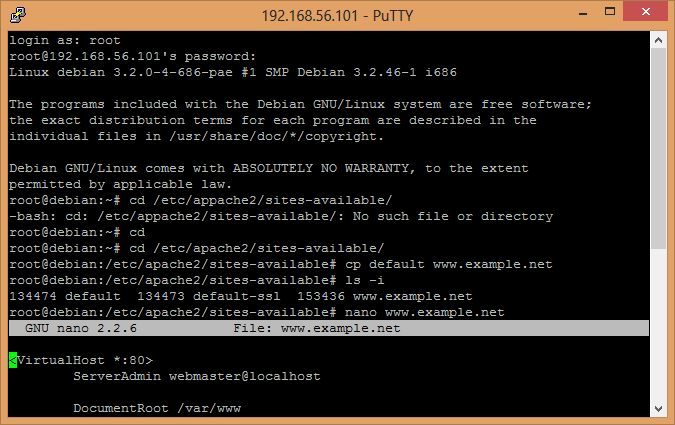 192.168.56.101 - PuTTY
login as: root
root@192.168.56.101's password:
Linux debian 3.2.0-4-686-pae #1 SMP Debian 3.2.46-1 i686
The programs included with the Debian GNU/Linux system are free software;
the exact distribution terms for each program are described in the
individual files in /usr/share/doc/*/copyright.
Debian GNU/Linux comes with ABSOLUTELY NO WARRANTY, to the extent
permitted by applicable law.
root@debian:~# cd /etc/appache2/sites-available/
-bash: cd: /etc/appache2/sites-available/: No such file or directory
root@debian:~# cd
root@debian:~# cd /etc/apache2/sites-available/
root@debian:/etc/apache2/sites-available# cp default www.example.net
root@debian:/etc/apache2/sites-available# ls -i
134474 default  134473 default-ssl  153436 www.example.net
root@debian:/etc/apache2/sites-available# nano www.example.net
GNU nano 2.2.6 File: www.example.net
<VirtualHost *:80>
ServerAdmin webmaster@localhost
DocumentRoot /var/www